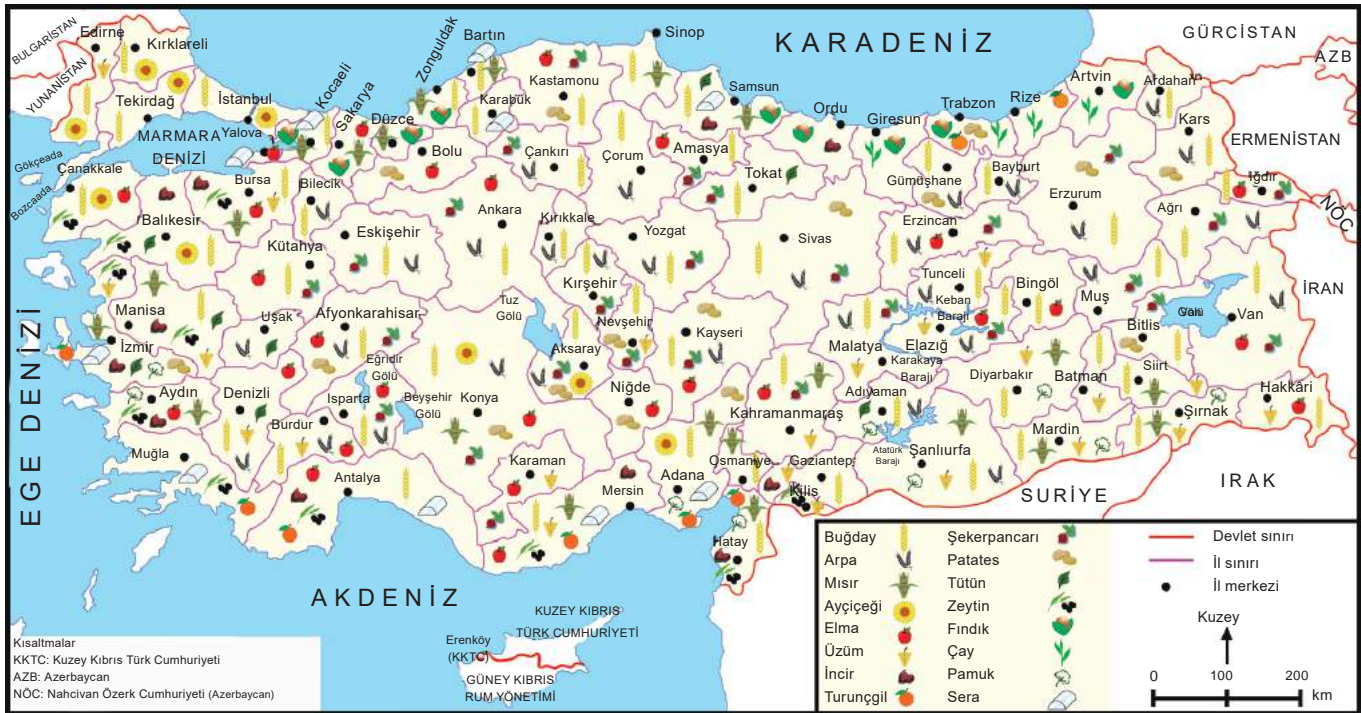 BULGARİSTAN
YUNANİSTAN
GÜRCİSTAN
AZB
ERMENİSTAN
NÖC
İRAN
IRAK
SURİYE
KARADENİZ
MARMARA
DENİZİ
EGE DENİZİ
AKDENİZ
Gökçeada
Bozcaada
Edirne
Kırklareli
Tekirdağ
İstanbul
Yalova
Kocaeli
Sakarya
Düzce
Zonguldak
Bartın
Karabük
Kastamonu
Sinop
Samsun
Ordu
Giresun
Trabzon
Rize
Artvin
Ardahan
Kars
Iğdır
Çanakkale
Balıkesir
Bursa
Bilecik
Bolu
Çankırı
Çorum
Amasya
Tokat
Gümüşhane
Bayburt
Erzurum
Ağrı
Kütahya
Eskişehir
Ankara
Kırıkkale
Yozgat
Sivas
Erzincan
Tunceli
Keban
Barajı
Bingöl
Muş
Bitlis
Van
Gölü
Van
Manisa
İzmir
Uşak
Afyonkarahisar
Eğridir
Gölü
Tuz
Gölü
Kırşehir
Nevşehir
Aksaray
Kayseri
Malatya
Elazığ
Karakaya
Barajı
Diyarbakır
Batman
Siirt
Şırnak
Hakkâri
Aydın
Denizli
Burdur
Isparta
Beyşehir
Gölü
Konya
Niğde
Kahramanmaraş
Adıyaman
Atatürk
Barajı
Şanlıurfa
Mardin
Muğla
Antalya
Karaman
Mersin
Adana
Osmaniye
Gaziantep
Kilis
Hatay
KUZEY KIBRIS
TÜRK CUMHURİYETİ
Erenköy
(KKTC)
GÜNEY KIBRIS
RUM YÖNETİMİ
Kısaltmalar
KKTC: Kuzey Kıbrıs Türk Cumhuriyeti
AZB: Azerbaycan
NÖC: Nahcivan Özerk Cumhuriyeti (Azerbaycan)
Buğday
Arpa
Mısır
Ayçiçeği
Elma
Üzüm
İncir
Turunçgil
Şekerpancarı
Patates
Tütün
Zeytin
Fındık
Çay
Pamuk
Sera
Devlet sınırı
İl sınırı
İl merkezi
Kuzey
0 100 200
km